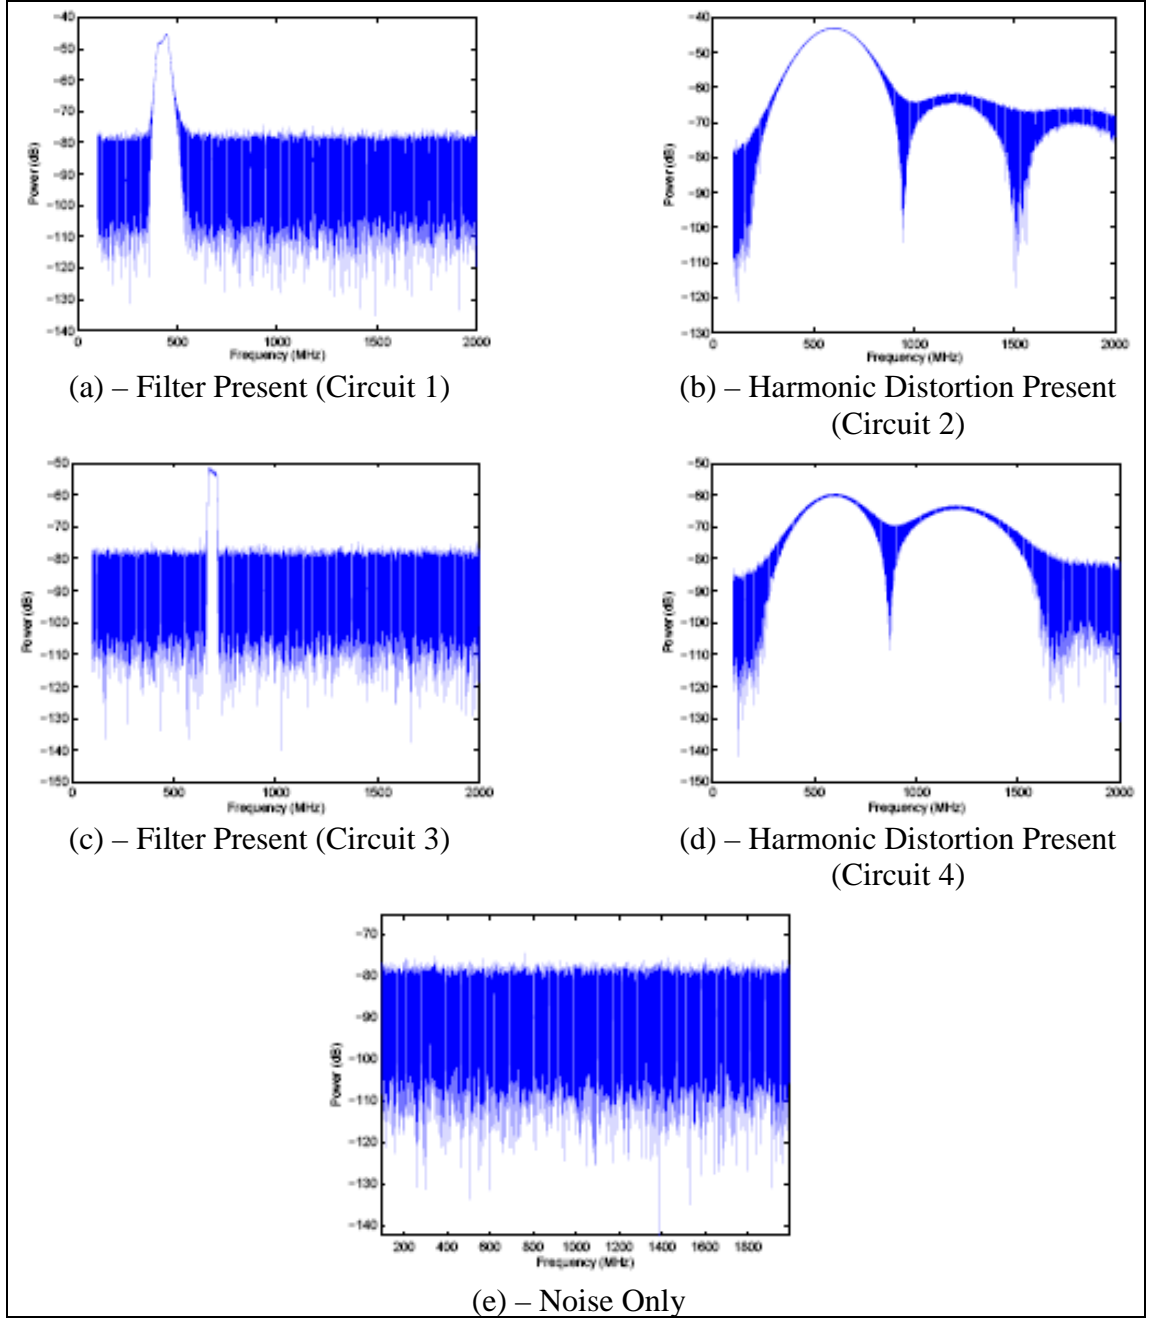 -40
-50
-60
-70
-80
-90
-100
-110
-120
-130
-140
Power (dB)
0 500 1000 1500 2000
Frequency (MHz)
(a) – Filter Present (Circuit 1)
-40
-50
-60
-70
-80
-90
-100
-110
-120
-130
Power (dB)
0 500 1000 1500 2000
Frequency (MHz)
(b) – Harmonic Distortion Present
(Circuit 2)
-50
-60
-70
-80
-90
-100
-110
-120
-130
-140
-150
Power (dB)
0 500 1000 1500 2000
Frequency (MHz)
(c) – Filter Present (Circuit 3)
-50
-60
-70
-80
-90
-100
-110
-120
-130
-140
-150
Power (dB)
0 500 1000 1500 2000
Frequency (MHz)
(d) – Harmonic Distortion Present
(Circuit 4)
-70
-80
-90
-100
-110
-120
-130
-140
Power (dB)
200 400 600 800 1000 1200 1400 1600 1800
Frequency (MHz)
(e) – Noise Only